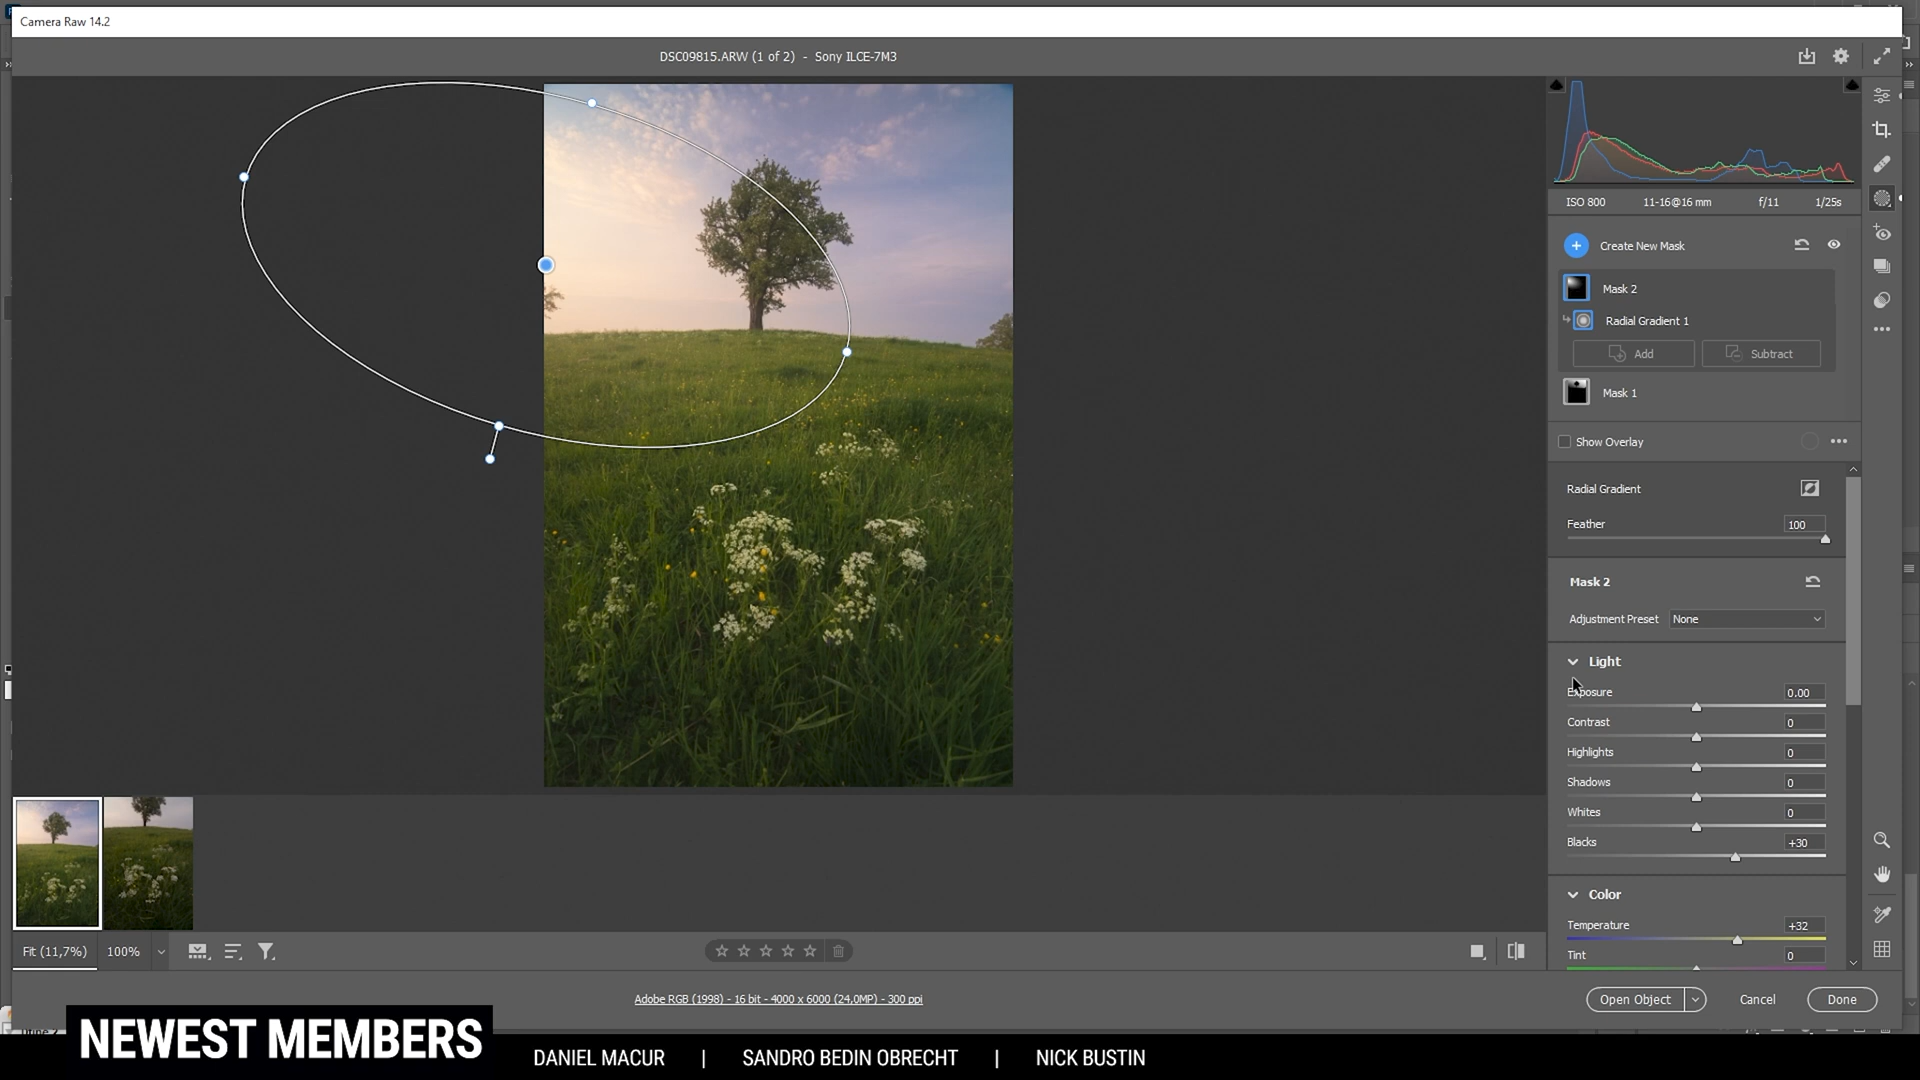 Camera Raw 14.2
DSC09815.ARW (1 of 2) - Sony ILCE-7M3
ISO 800 11-16@16 mm f/11 1/25s
Create New Mask
Mask 2
Radial Gradient 1
Add Subtract
Mask 1
Show Overlay
Radial Gradient
Feather 100
Mask 2
Adjustment Preset None
Light
Exposure 0.00
Contrast 0
Highlights 0
Shadows 0
Whites 0
Blacks +30
Color
Temperature +32
Tint 0
Fit (11,7%) 100%
Adobe RGB (1998) - 16 bit - 4000 x 6000 (24,0MP) - 300 ppi
Open Object Cancel Done
NEWEST MEMBERS
DANIEL MACUR | SANDRO BEDIN OBRECHT | NICK BUSTIN